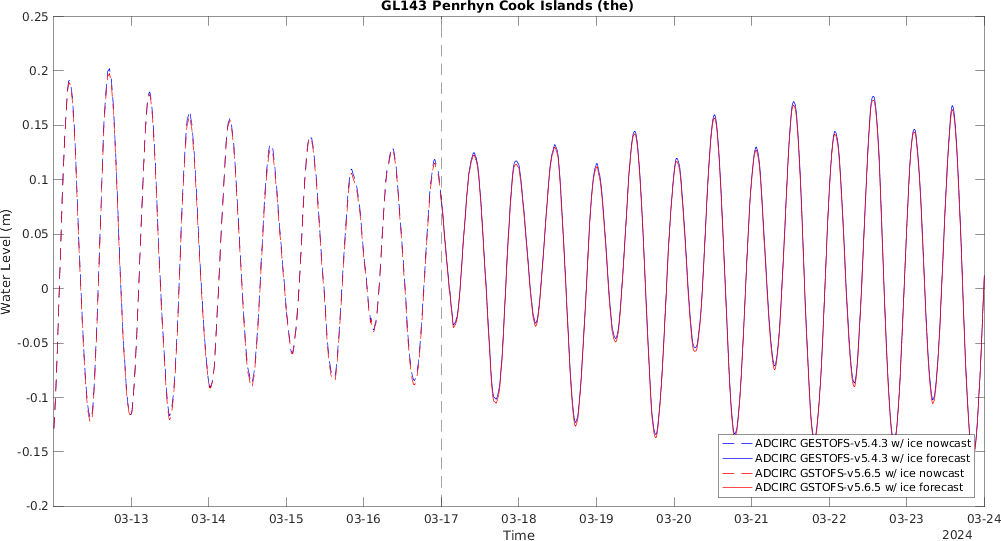 GL143 Penrhyn Cook Islands (the)
0.25
0.2
0.15
0.1
0.05
0
-0.05
-0.1
-0.15
-0.2
Water Level (m)
ADCIRC GESTOFS-v5.4.3 w/ ice nowcast
ADCIRC GESTOFS-v5.4.3 w/ ice forecast
ADCIRC GSTOFS-v5.6.5 w/ ice nowcast
ADCIRC GSTOFS-v5.6.5 w/ ice forecast
03-13 03-14 03-15 03-16 03-17 03-18 03-19 03-20 03-21 03-22 03-23 03-24
Time
2024